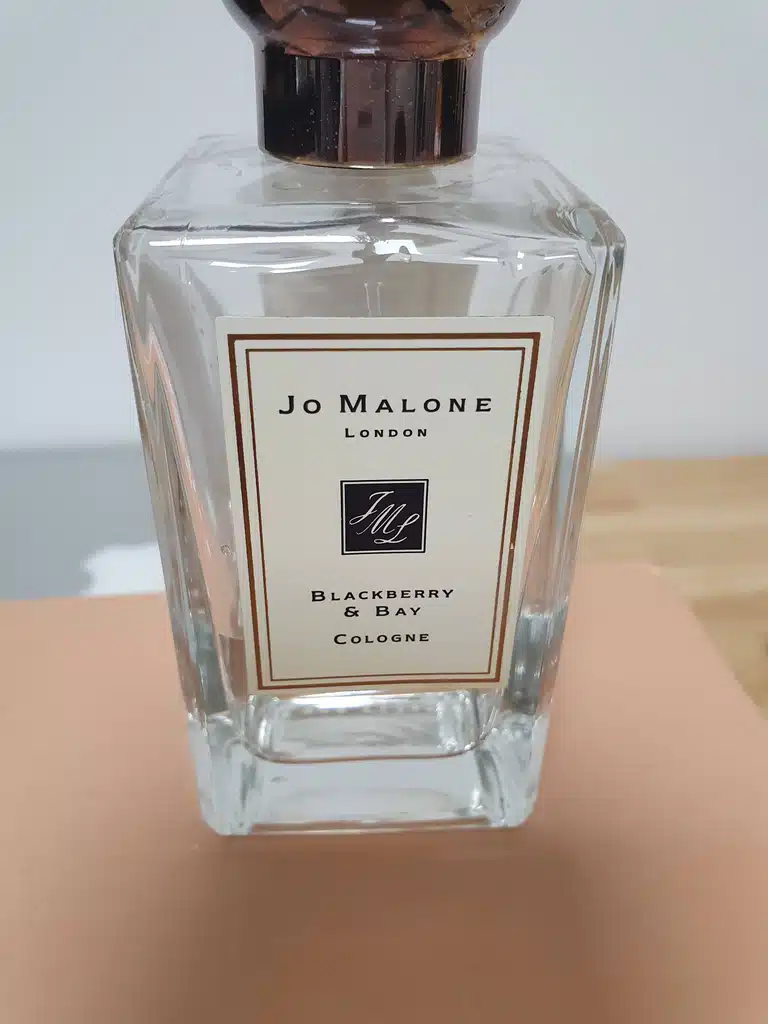 Jo Malone
London
JML
Blackberry
& Bay
Cologne